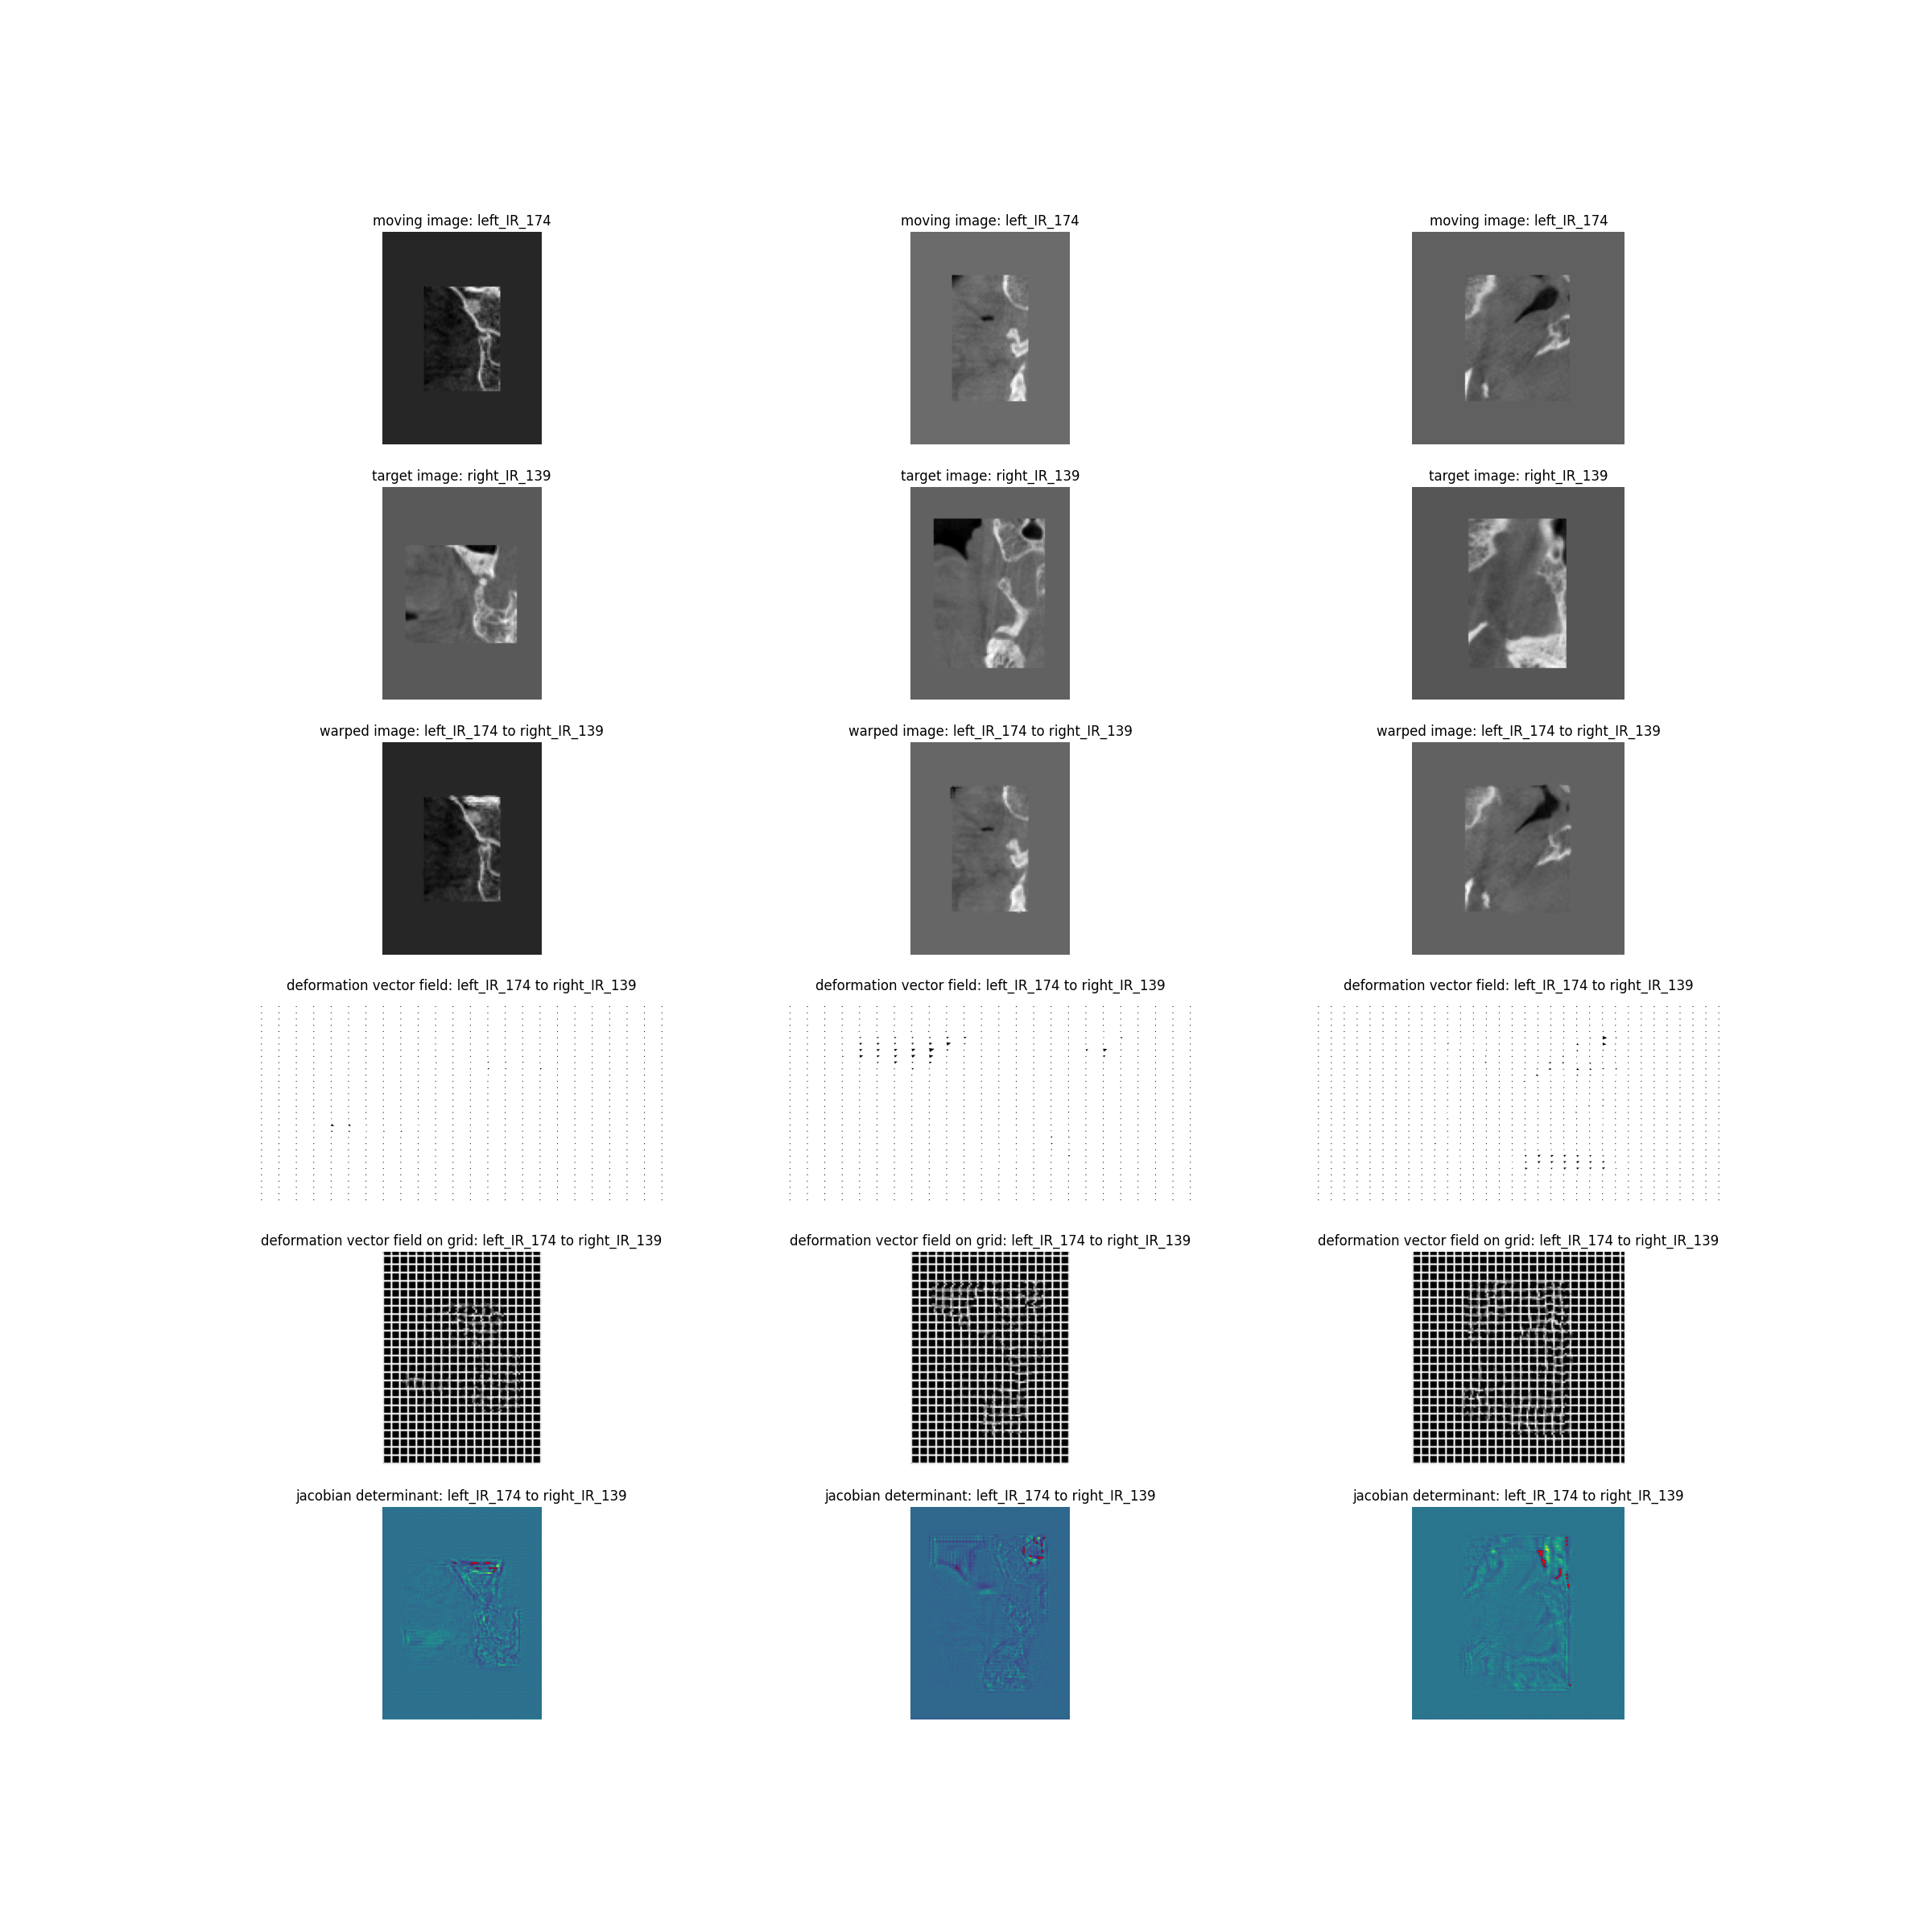 moving image: left_IR_174
moving image: left_IR_174
moving image: left_IR_174
target image: right_IR_139
target image: right_IR_139
target image: right_IR_139
warped image: left_IR_174 to right_IR_139
warped image: left_IR_174 to right_IR_139
warped image: left_IR_174 to right_IR_139
deformation vector field: left_IR_174 to right_IR_139
deformation vector field: left_IR_174 to right_IR_139
deformation vector field: left_IR_174 to right_IR_139
deformation vector field on grid: left_IR_174 to right_IR_139
deformation vector field on grid: left_IR_174 to right_IR_139
deformation vector field on grid: left_IR_174 to right_IR_139
jacobian determinant: left_IR_174 to right_IR_139
jacobian determinant: left_IR_174 to right_IR_139
jacobian determinant: left_IR_174 to right_IR_139